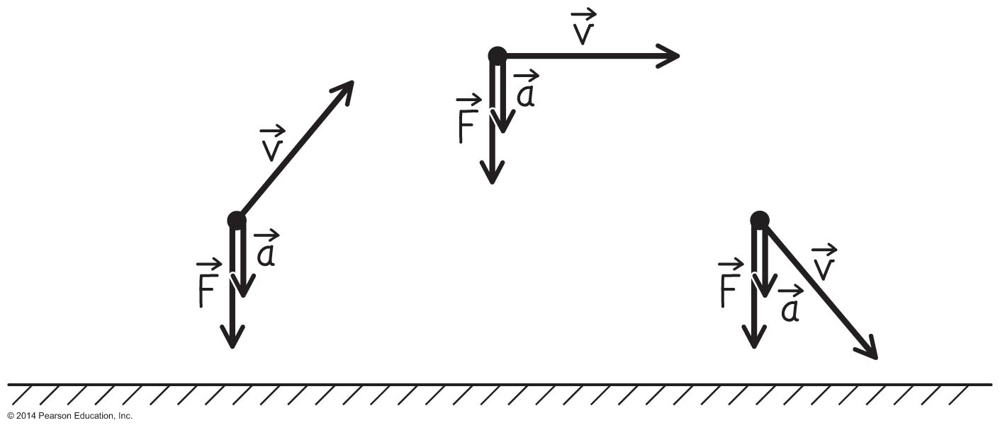 v⃗
a⃗
F⃗
v⃗
a⃗
F⃗
v⃗
F⃗
a⃗
© 2014 Pearson Education, Inc.